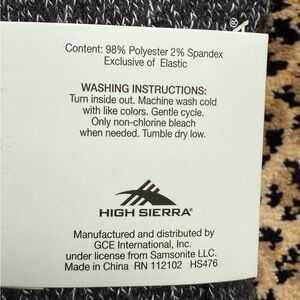 Content: 98% Polyester 2% Spandex
Exclusive of Elastic
WASHING INSTRUCTIONS:
Turn inside out. Machine wash cold
with like colors. Gentle cycle.
Only non-chlorine bleach
when needed. Tumble dry low.
HIGH SIERRA®
Manufactured and distributed by
GCE International, Inc.
under license from Samsonite LLC.
Made in China RN 112102 HS476